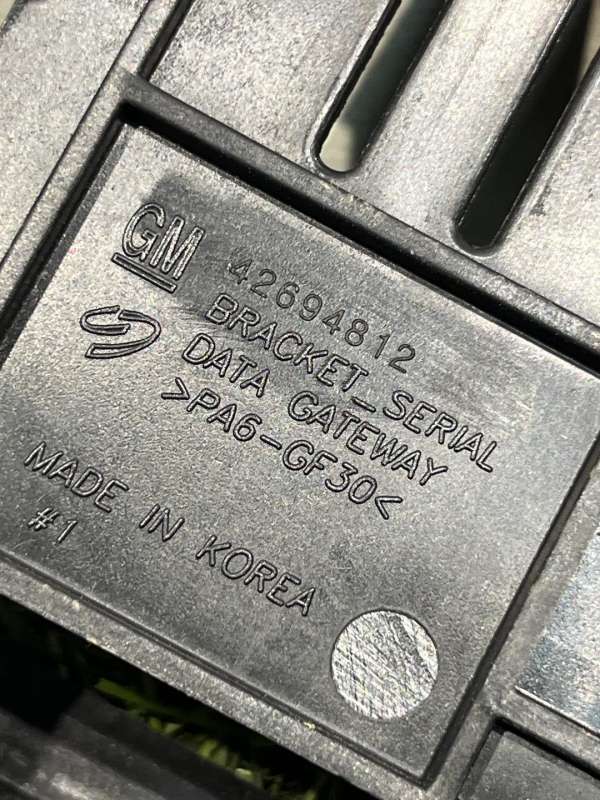 GM 42694812
BRACKET_SERIAL
DATA GATEWAY
>PA6-GF30<
MADE IN KOREA
#1